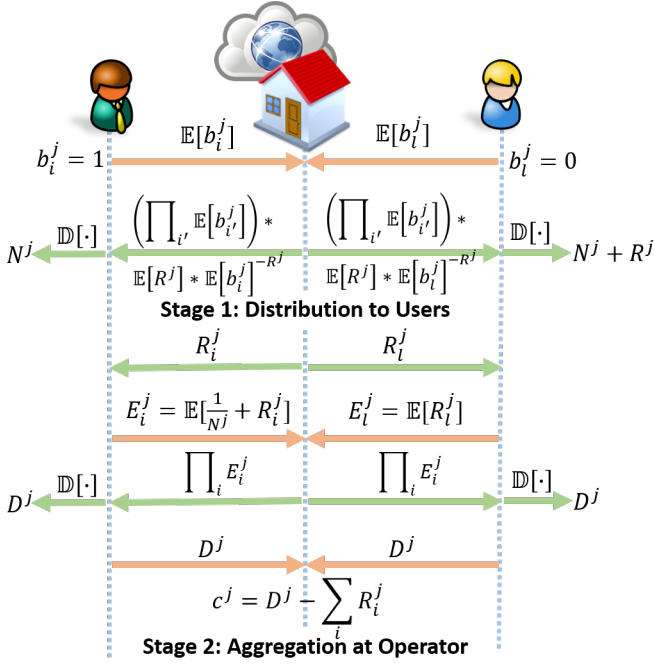 𝔼[b_i^j] 𝔼[b_l^j]
b_i^j = 1 b_l^j = 0
(∏_{i'} 𝔼[b_{i'}^j]) ∗ (∏_{i'} 𝔼[b_{i'}^j]) ∗
𝔻[·] 𝔻[·]
N^j N^j + R^j
𝔼[R^j] ∗ 𝔼[b_i^j]^{-R^j} 𝔼[R^j] ∗ 𝔼[b_l^j]^{-R^j}
Stage 1: Distribution to Users
R_i^j R_l^j
E_i^j = 𝔼[1/N^j + R_i^j] E_l^j = 𝔼[R_l^j]
∏_i E_i^j ∏_i E_i^j
𝔻[·] 𝔻[·]
D^j D^j
D^j D^j
c^j = D^j − ∑_i R_i^j
Stage 2: Aggregation at Operator